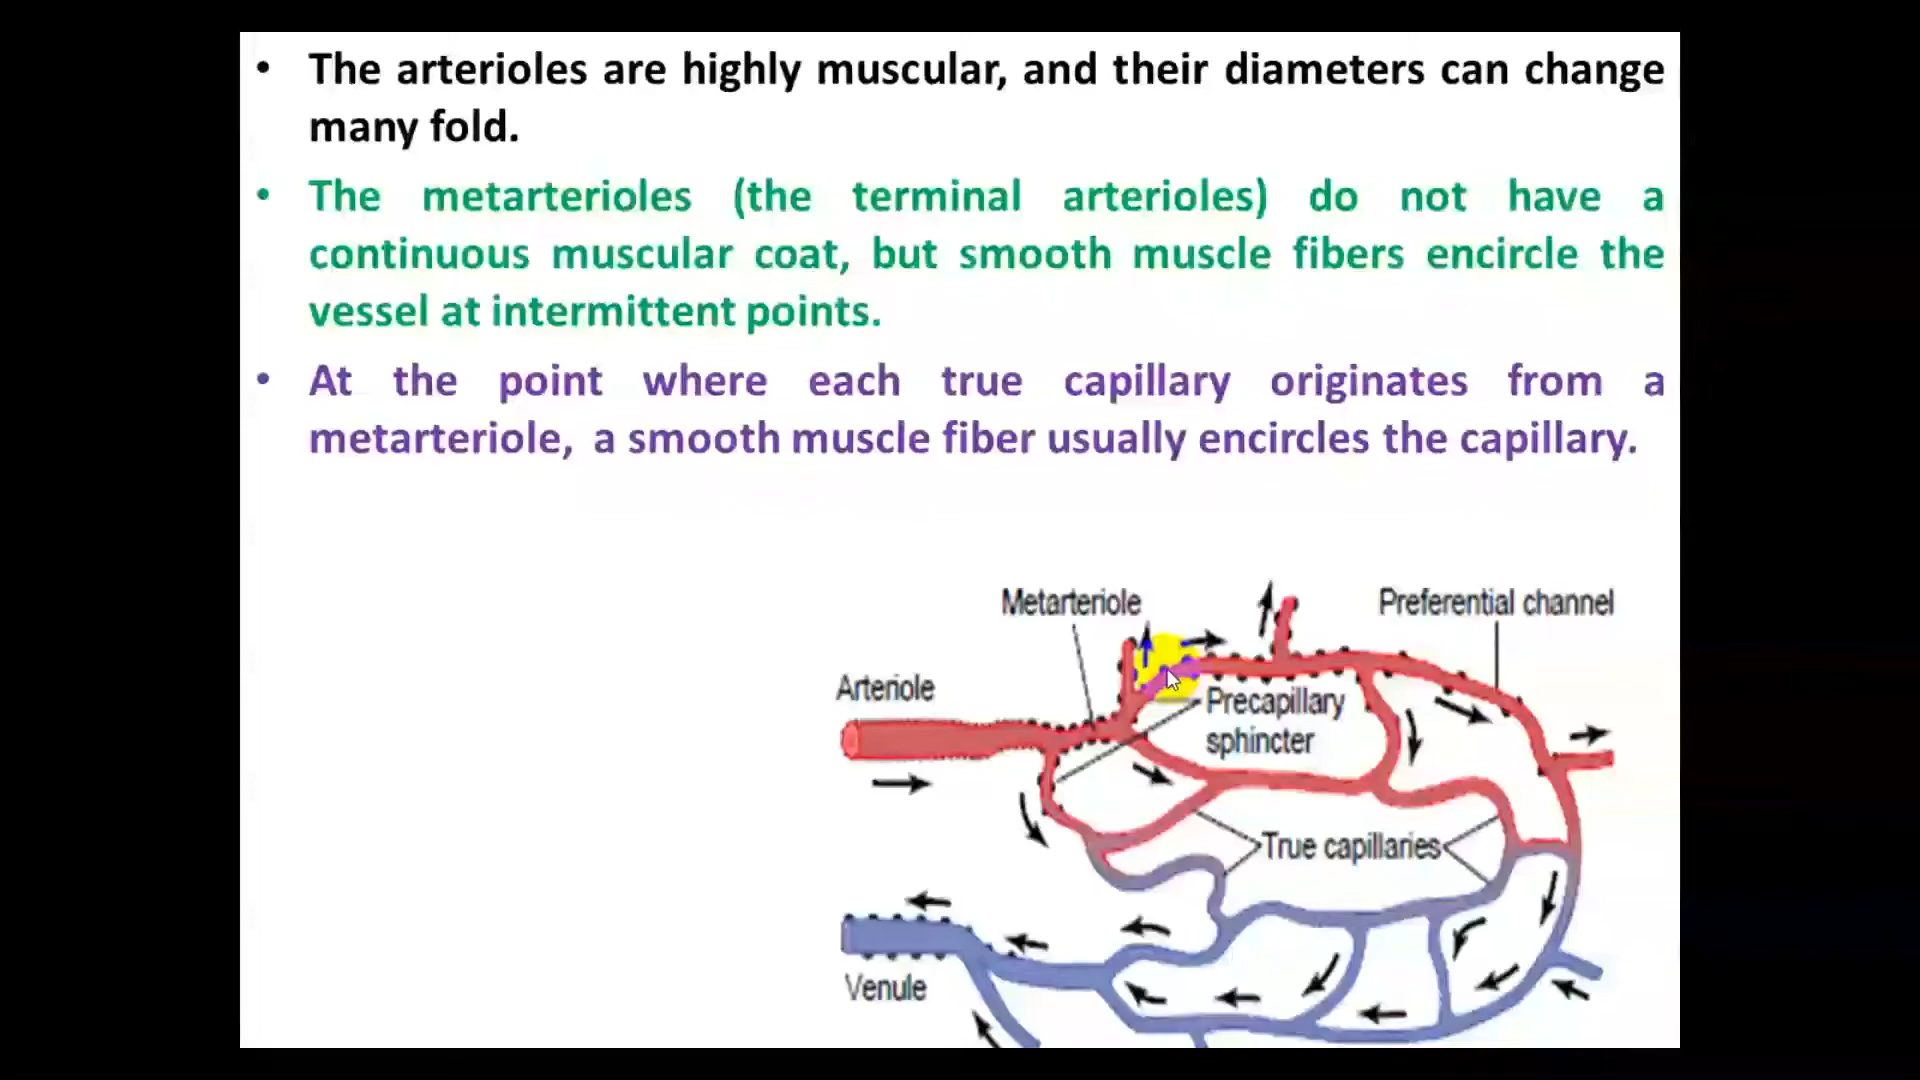 • The arterioles are highly muscular, and their diameters can change
many fold.
• The metarterioles (the terminal arterioles) do not have a
continuous muscular coat, but smooth muscle fibers encircle the
vessel at intermittent points.
• At the point where each true capillary originates from a
metarteriole, a smooth muscle fiber usually encircles the capillary.
Metarteriole
Preferential channel
Arteriole
Precapillary
sphincter
True capillaries
Venule